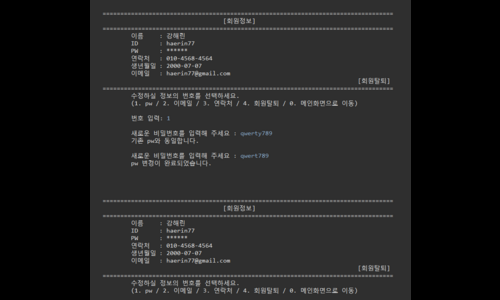 ================================================================
[회원정보]
================================================================
이름 : 강해린
ID : haerin77
PW : ******
연락처 : 010-4568-4564
생년월일 : 2000-07-07
이메일 : haerin77@gmail.com
[회원탈퇴]
================================================================
수정하실 정보의 번호를 선택하세요.
(1. pw / 2. 이메일 / 3. 연락처 / 4. 회원탈퇴 / 0. 메인화면으로 이동)
번호 입력: 1
새로운 비밀번호를 입력해 주세요 : qwerty789
기존 pw와 동일합니다.
새로운 비밀번호를 입력해 주세요 : qwert789
pw 변경이 완료되었습니다.
================================================================
[회원정보]
================================================================
이름 : 강해린
ID : haerin77
PW : ******
연락처 : 010-4568-4564
생년월일 : 2000-07-07
이메일 : haerin77@gmail.com
[회원탈퇴]
================================================================
수정하실 정보의 번호를 선택하세요.
(1. pw / 2. 이메일 / 3. 연락처 / 4. 회원탈퇴 / 0. 메인화면으로 이동)